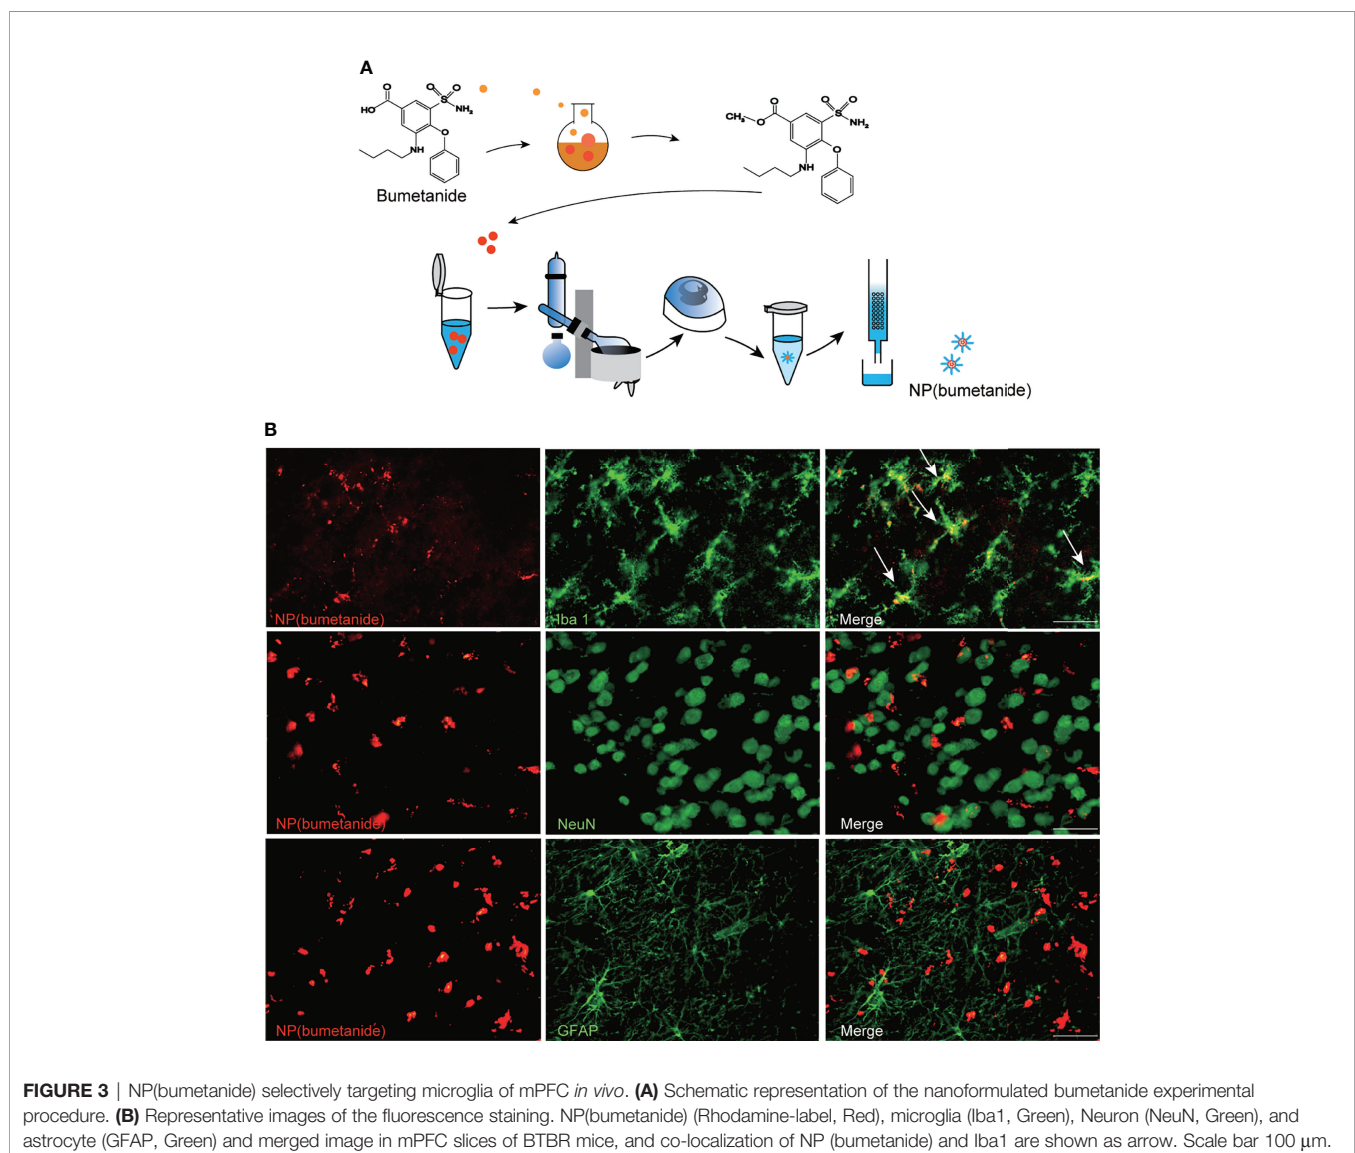 A
O
HO
O
O
S
NH2
O
NH
Bumetanide
O
CH3
O
O
O
S
NH2
O
NH
NP(bumetanide)
B
NP(bumetanide)
Iba 1
Merge
NP(bumetanide)
NeuN
Merge
NP(bumetanide)
GFAP
Merge
FIGURE 3 | NP(bumetanide) selectively targeting microglia of mPFC in vivo. (A) Schematic representation of the nanoformulated bumetanide experimental
procedure. (B) Representative images of the fluorescence staining. NP(bumetanide) (Rhodamine-label, Red), microglia (Iba1, Green), Neuron (NeuN, Green), and
astrocyte (GFAP, Green) and merged image in mPFC slices of BTBR mice, and co-localization of NP (bumetanide) and Iba1 are shown as arrow. Scale bar 100 μm.